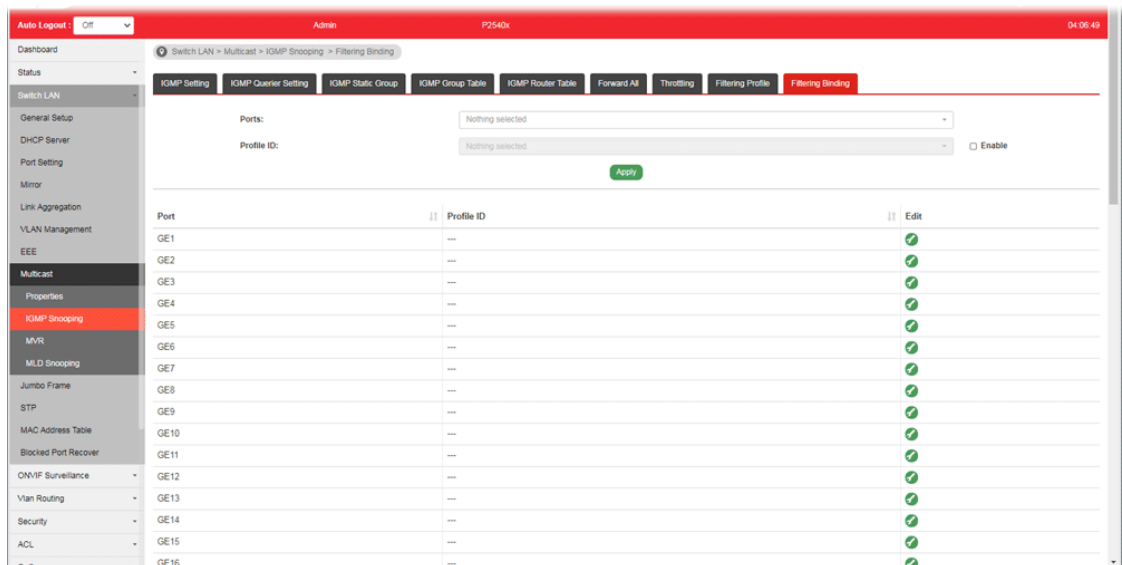 Auto Logout : Off Admin P2540x 04:06:49
Dashboard
Status
Switch LAN
General Setup
DHCP Server
Port Setting
Mirror
Link Aggregation
VLAN Management
EEE
Multicast
Properties
IGMP Snooping
MVR
MLD Snooping
Jumbo Frame
STP
MAC Address Table
Blocked Port Recover
ONVIF Surveillance
Vlan Routing
Security
ACL
Switch LAN > Multicast > IGMP Snooping > Filtering Binding
IGMP Setting IGMP Querier Setting IGMP Static Group IGMP Group Table IGMP Router Table Forward All Throttling Filtering Profile Filtering Binding
Ports: Nothing selected
Profile ID: Nothing selected Enable
Apply
Port Profile ID Edit
GE1 ---
GE2 ---
GE3 ---
GE4 ---
GE5 ---
GE6 ---
GE7 ---
GE8 ---
GE9 ---
GE10 ---
GE11 ---
GE12 ---
GE13 ---
GE14 ---
GE15 ---
GE16 ---